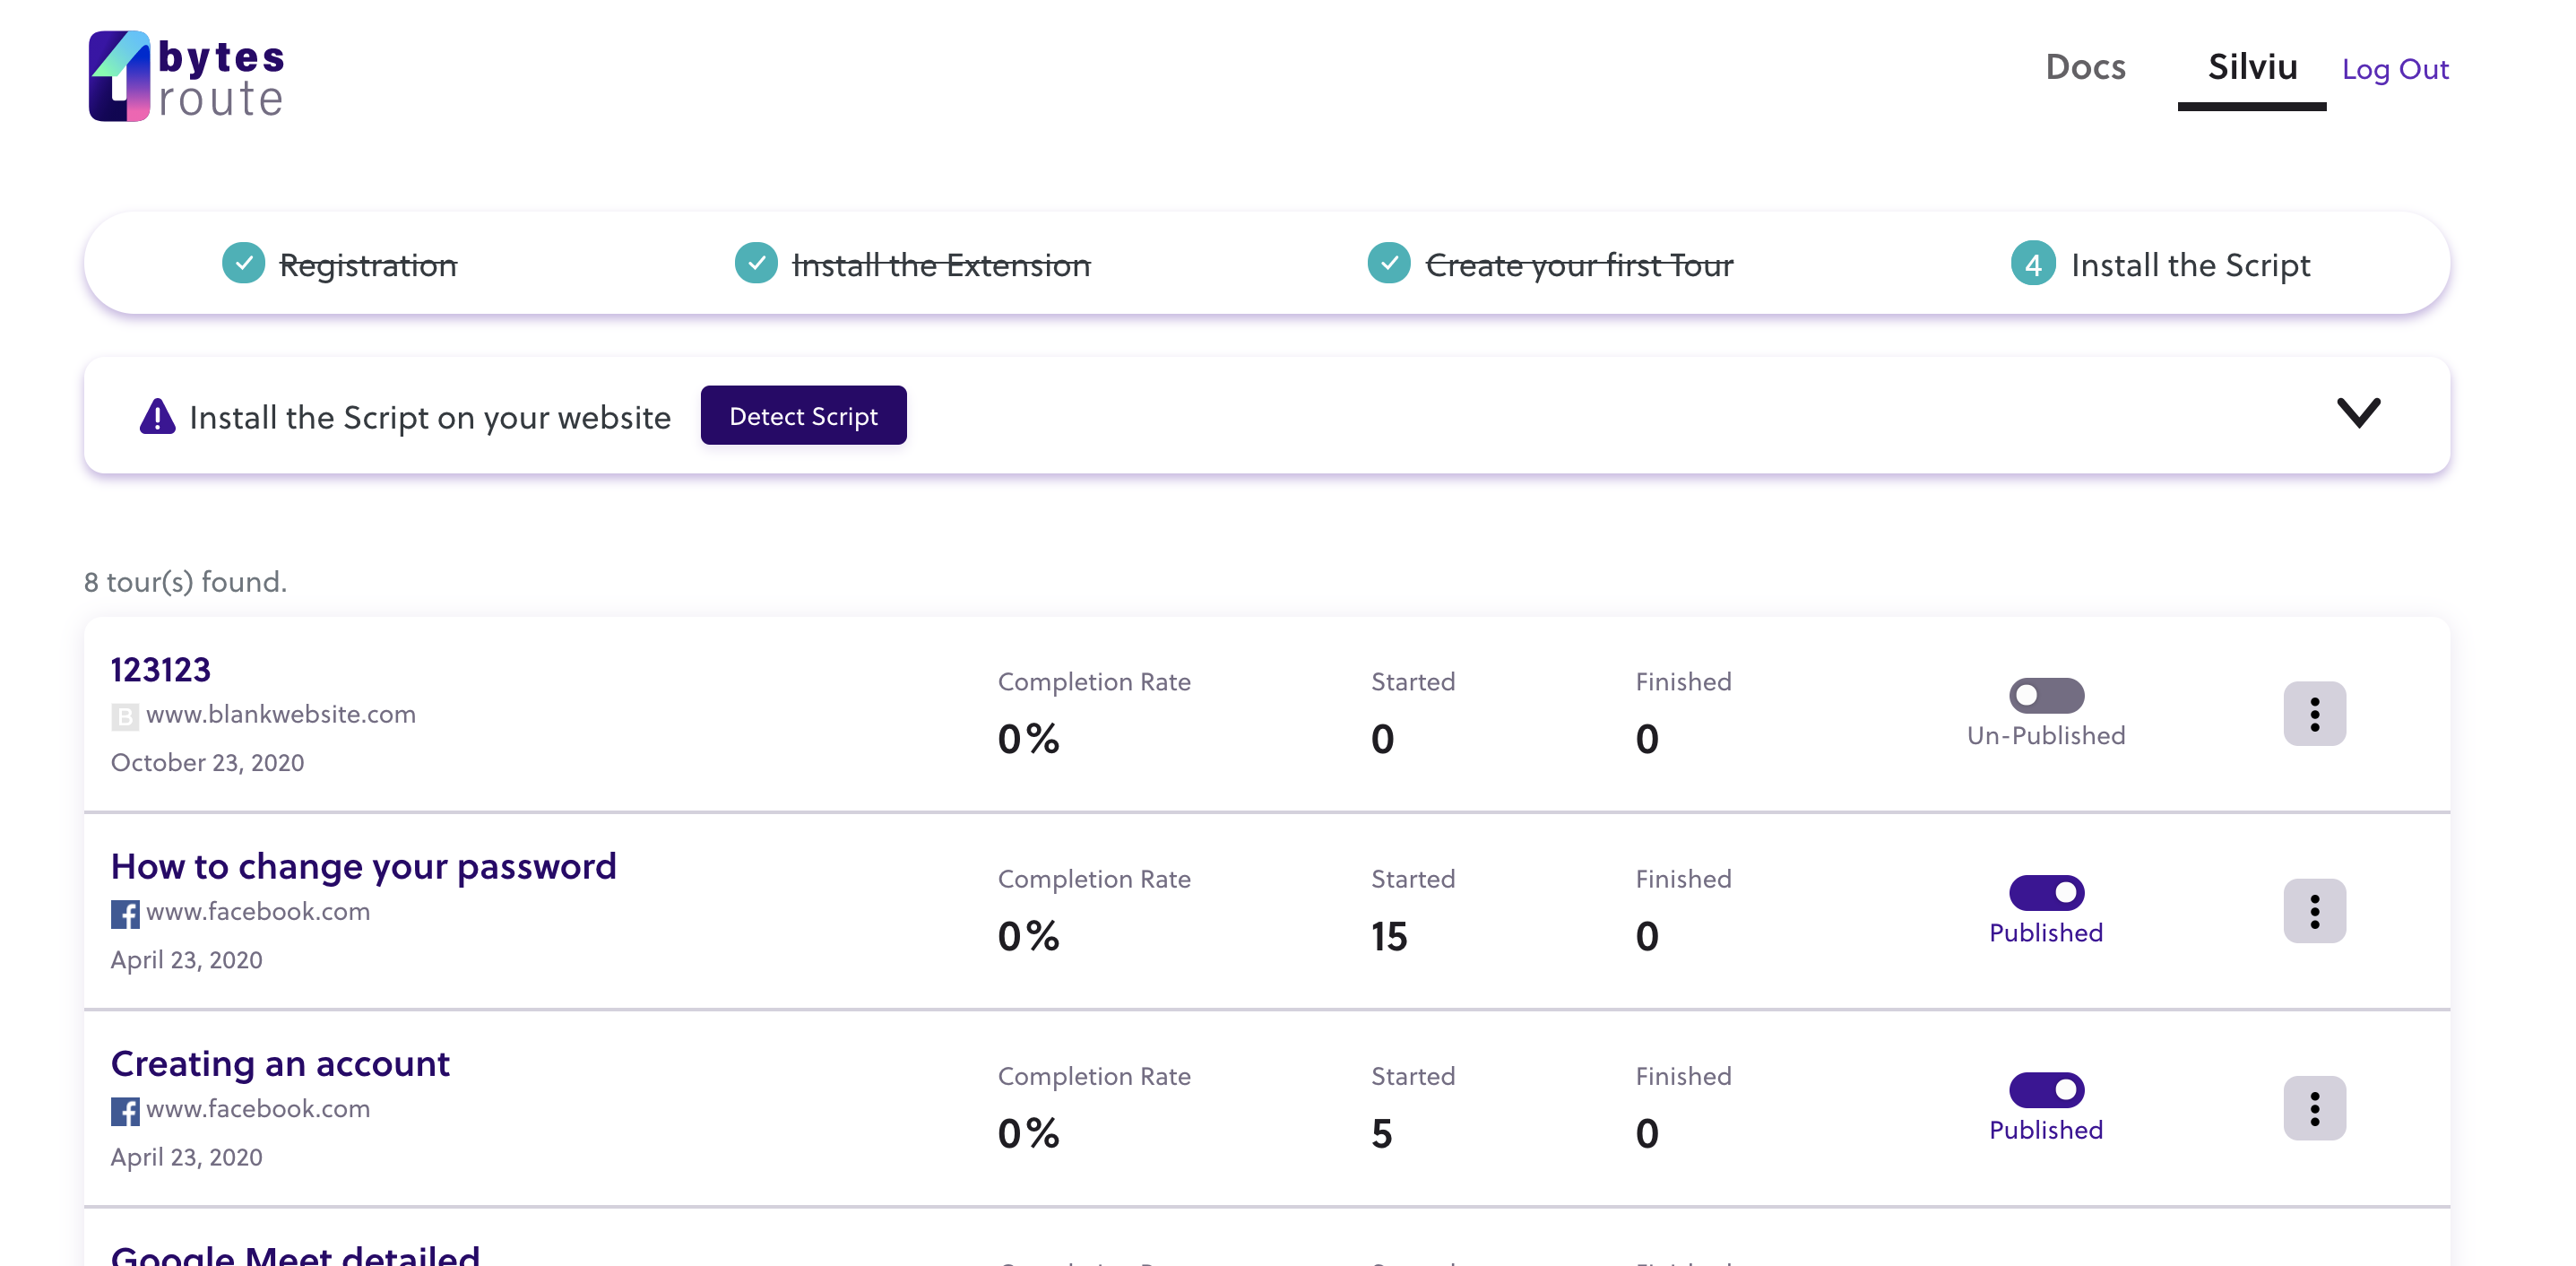 bytes
route
Docs
Silviu
Log Out
Registration
Install the Extension
Create your first Tour
4 Install the Script
Install the Script on your website
Detect Script
8 tour(s) found.
123123
B www.blankwebsite.com
October 23, 2020
Completion Rate
0%
Started
0
Finished
0
Un-Published
How to change your password
f www.facebook.com
April 23, 2020
Completion Rate
0%
Started
15
Finished
0
Published
Creating an account
f www.facebook.com
April 23, 2020
Completion Rate
0%
Started
5
Finished
0
Published
Google Meet detailed